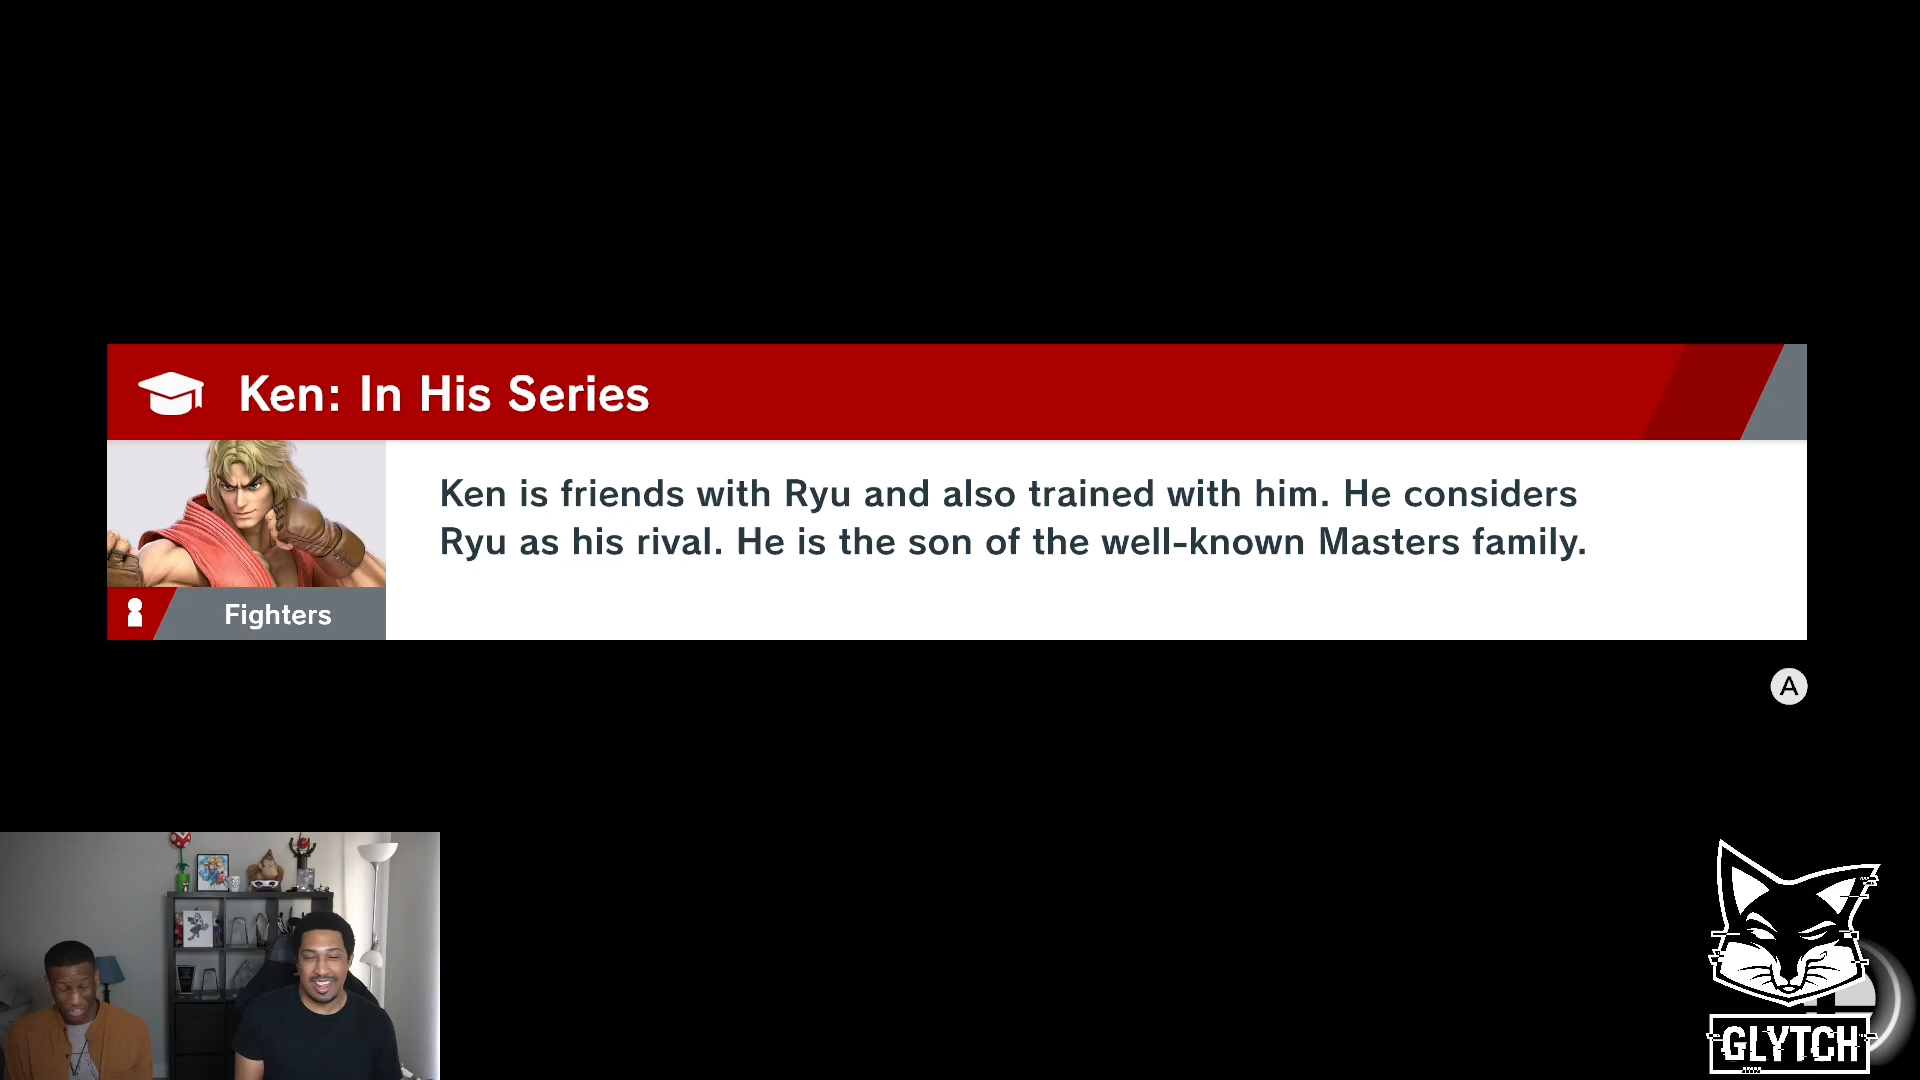 Ken: In His Series
Ken is friends with Ryu and also trained with him. He considers
Ryu as his rival. He is the son of the well-known Masters family.
Fighters
A
GLYTCH